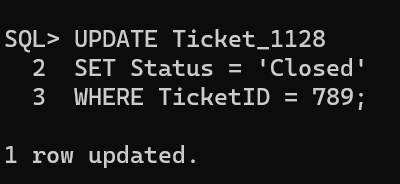 SQL> UPDATE Ticket_1128
  2  SET Status = 'Closed'
  3  WHERE TicketID = 789;

1 row updated.